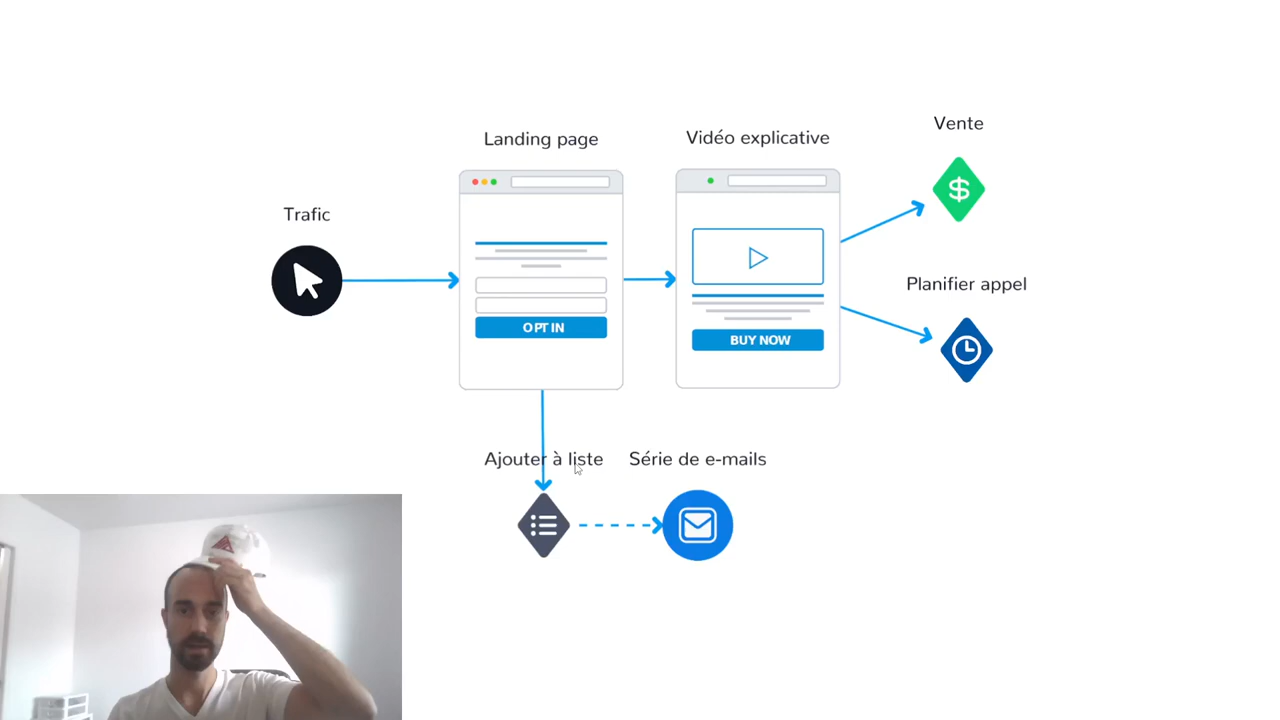 Vente
Landing page
Vidéo explicative
Trafic
Planifier appel
OPT IN
BUY NOW
Ajouter à liste
Série de e-mails